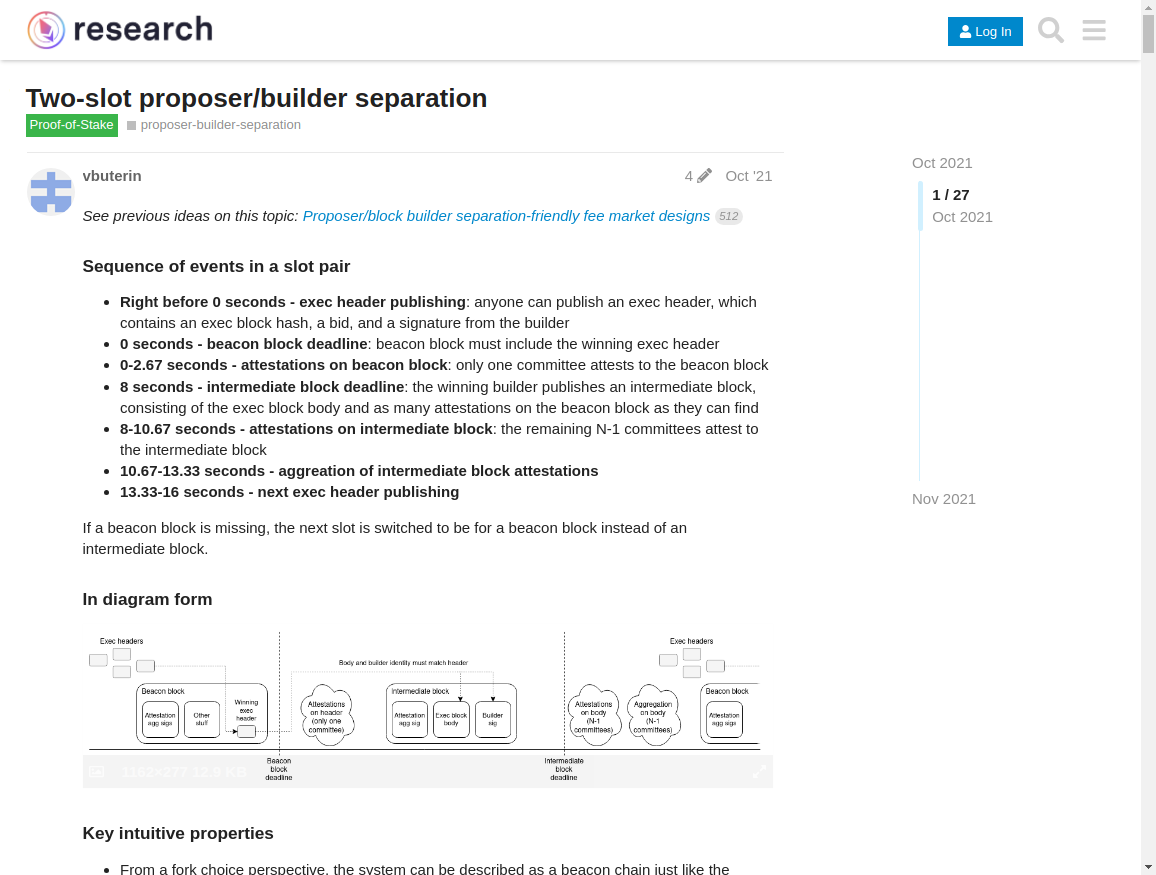 research
Log In
Two-slot proposer/builder separation
Proof-of-Stake proposer-builder-separation
vbuterin 4 Oct '21
See previous ideas on this topic: Proposer/block builder separation-friendly fee market designs 512
Sequence of events in a slot pair
• Right before 0 seconds - exec header publishing: anyone can publish an exec header, which
contains an exec block hash, a bid, and a signature from the builder
• 0 seconds - beacon block deadline: beacon block must include the winning exec header
• 0-2.67 seconds - attestations on beacon block: only one committee attests to the beacon block
• 8 seconds - intermediate block deadline: the winning builder publishes an intermediate block,
consisting of the exec block body and as many attestations on the beacon block as they can find
• 8-10.67 seconds - attestations on intermediate block: the remaining N-1 committees attest to
the intermediate block
• 10.67-13.33 seconds - aggreation of intermediate block attestations
• 13.33-16 seconds - next exec header publishing
If a beacon block is missing, the next slot is switched to be for a beacon block instead of an
intermediate block.
In diagram form
Exec headers
Beacon block
Attestation
agg sigs
Other
stuff
Winning
exec
header
Body and builder identity must match header
Attestations
on header
(only one
committee)
Intermediate block
Attestation
agg sig
Exec block
body
Builder
sig
Attestations
on body
(N-1
committees)
Aggregation
on body
(N-1
committees)
Exec headers
Beacon block
Attestation
agg sigs
Beacon
block
deadline
Intermediate
block
deadline
1162×277 12.9 KB
Key intuitive properties
• From a fork choice perspective, the system can be described as a beacon chain just like the
Oct 2021
1 / 27
Oct 2021
Nov 2021